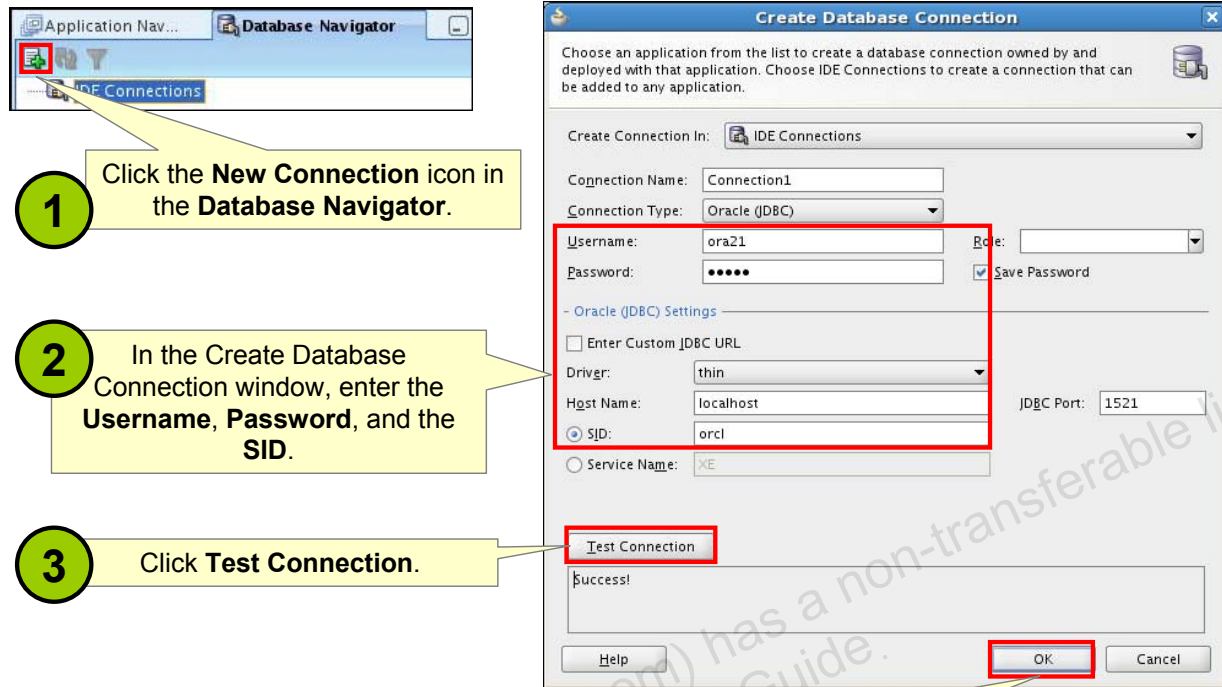 Application Nav...
Database Navigator
IDE Connections
1
Click the New Connection icon in
the Database Navigator.
2
In the Create Database
Connection window, enter the
Username, Password, and the
SID.
3
Click Test Connection.
Create Database Connection
Choose an application from the list to create a database connection owned by and
deployed with that application. Choose IDE Connections to create a connection that can
be added to any application.
Create Connection In: IDE Connections
Connection Name: Connection1
Connection Type: Oracle (JDBC)
Username: ora21 Role:
Password: ••••• Save Password
- Oracle (JDBC) Settings
Enter Custom JDBC URL
Driver: thin
Host Name: localhost JDBC Port: 1521
SID: orcl
Service Name: XE
Test Connection
Success!
Help OK Cancel
has a non-transferable
Guide.